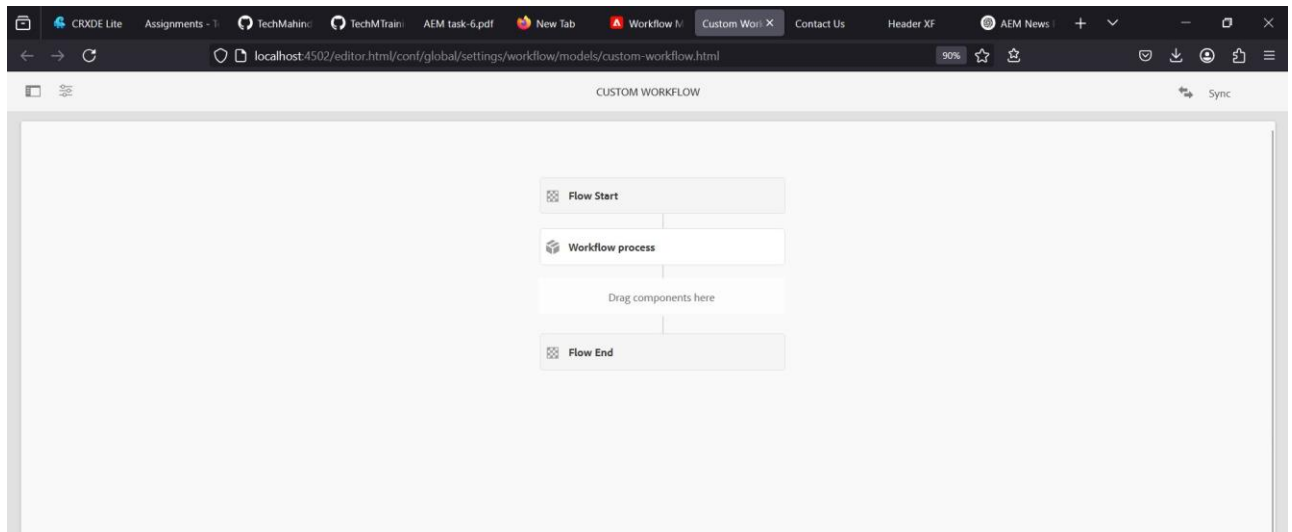 CRXDE Lite Assignments - T TechMahind TechMTraini AEM task-6.pdf New Tab Workflow M Custom Work Contact Us Header XF AEM News
localhost:4502/editor.html/conf/global/settings/workflow/models/custom-workflow.html 90%
CUSTOM WORKFLOW Sync
Flow Start
Workflow process
Drag components here
Flow End